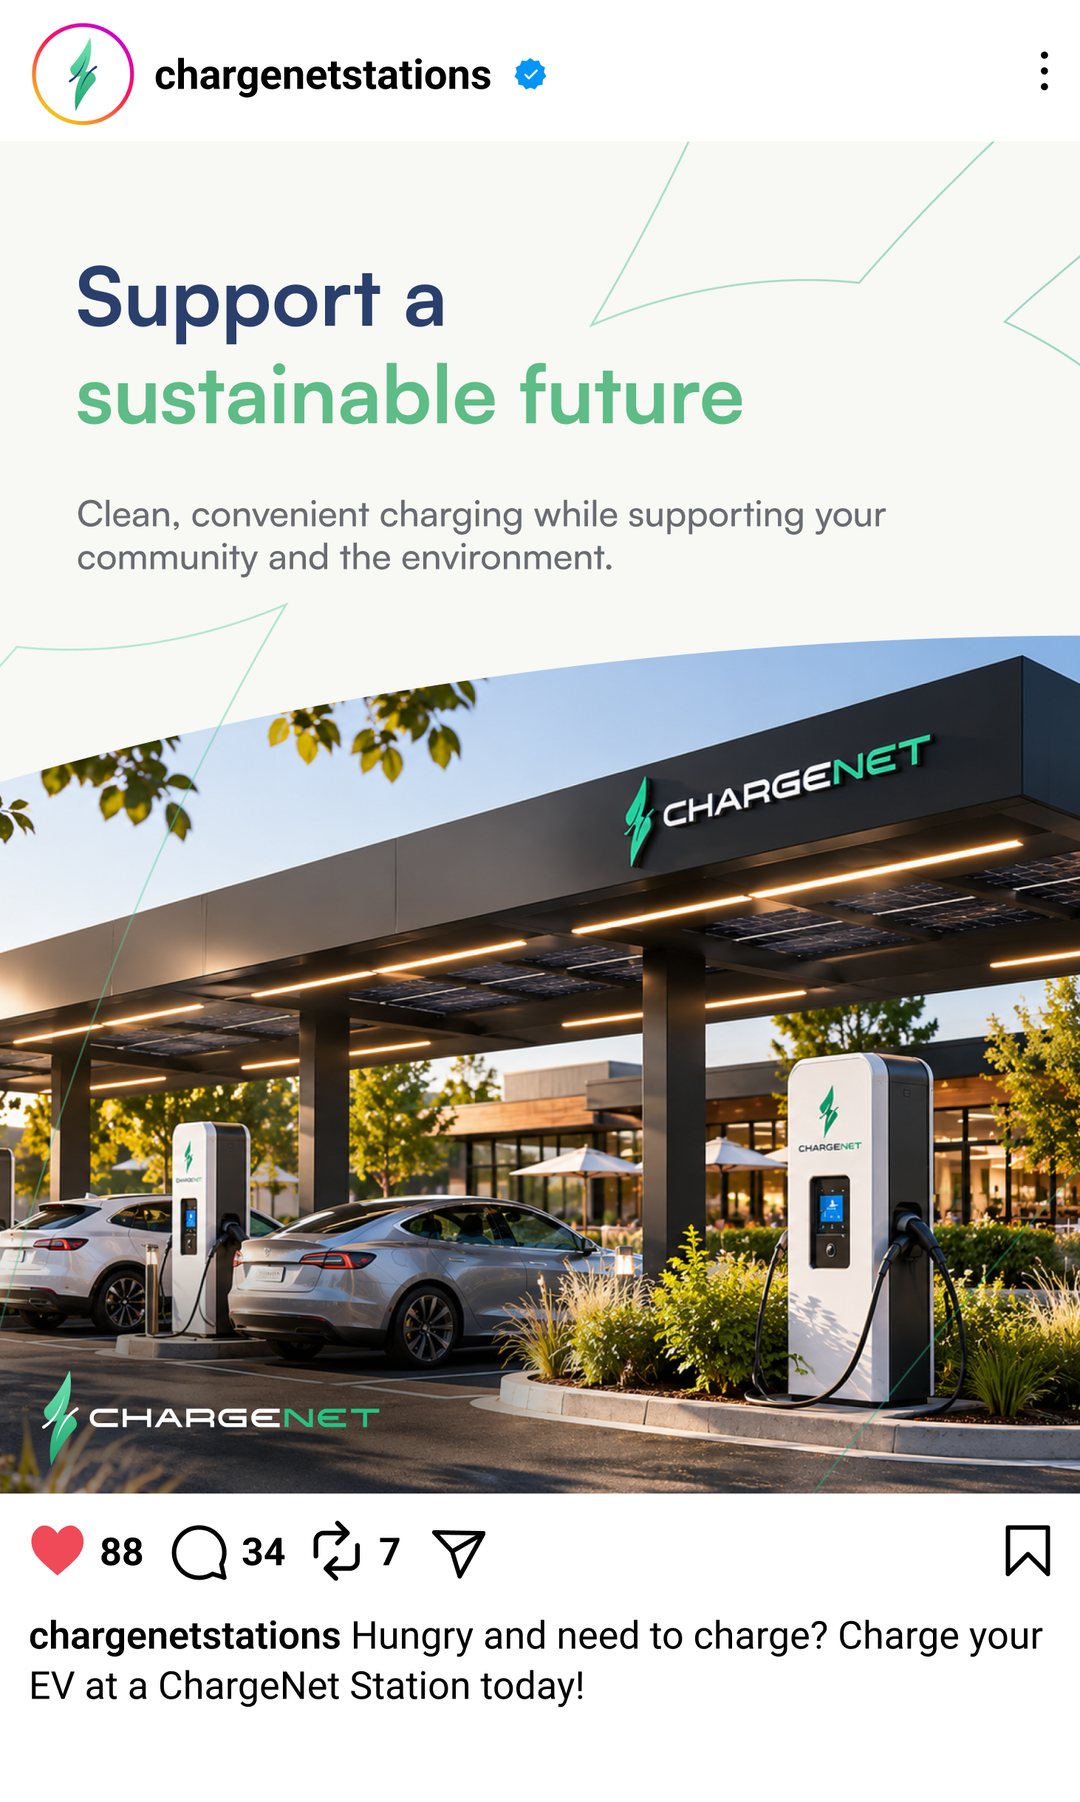 chargenetstations
Support a
sustainable future
Clean, convenient charging while supporting your
community and the environment.
CHARGENET
CHARGENET
CHARGENET
CHARGENET
88 34 7
chargenetstations Hungry and need to charge? Charge your
EV at a ChargeNet Station today!